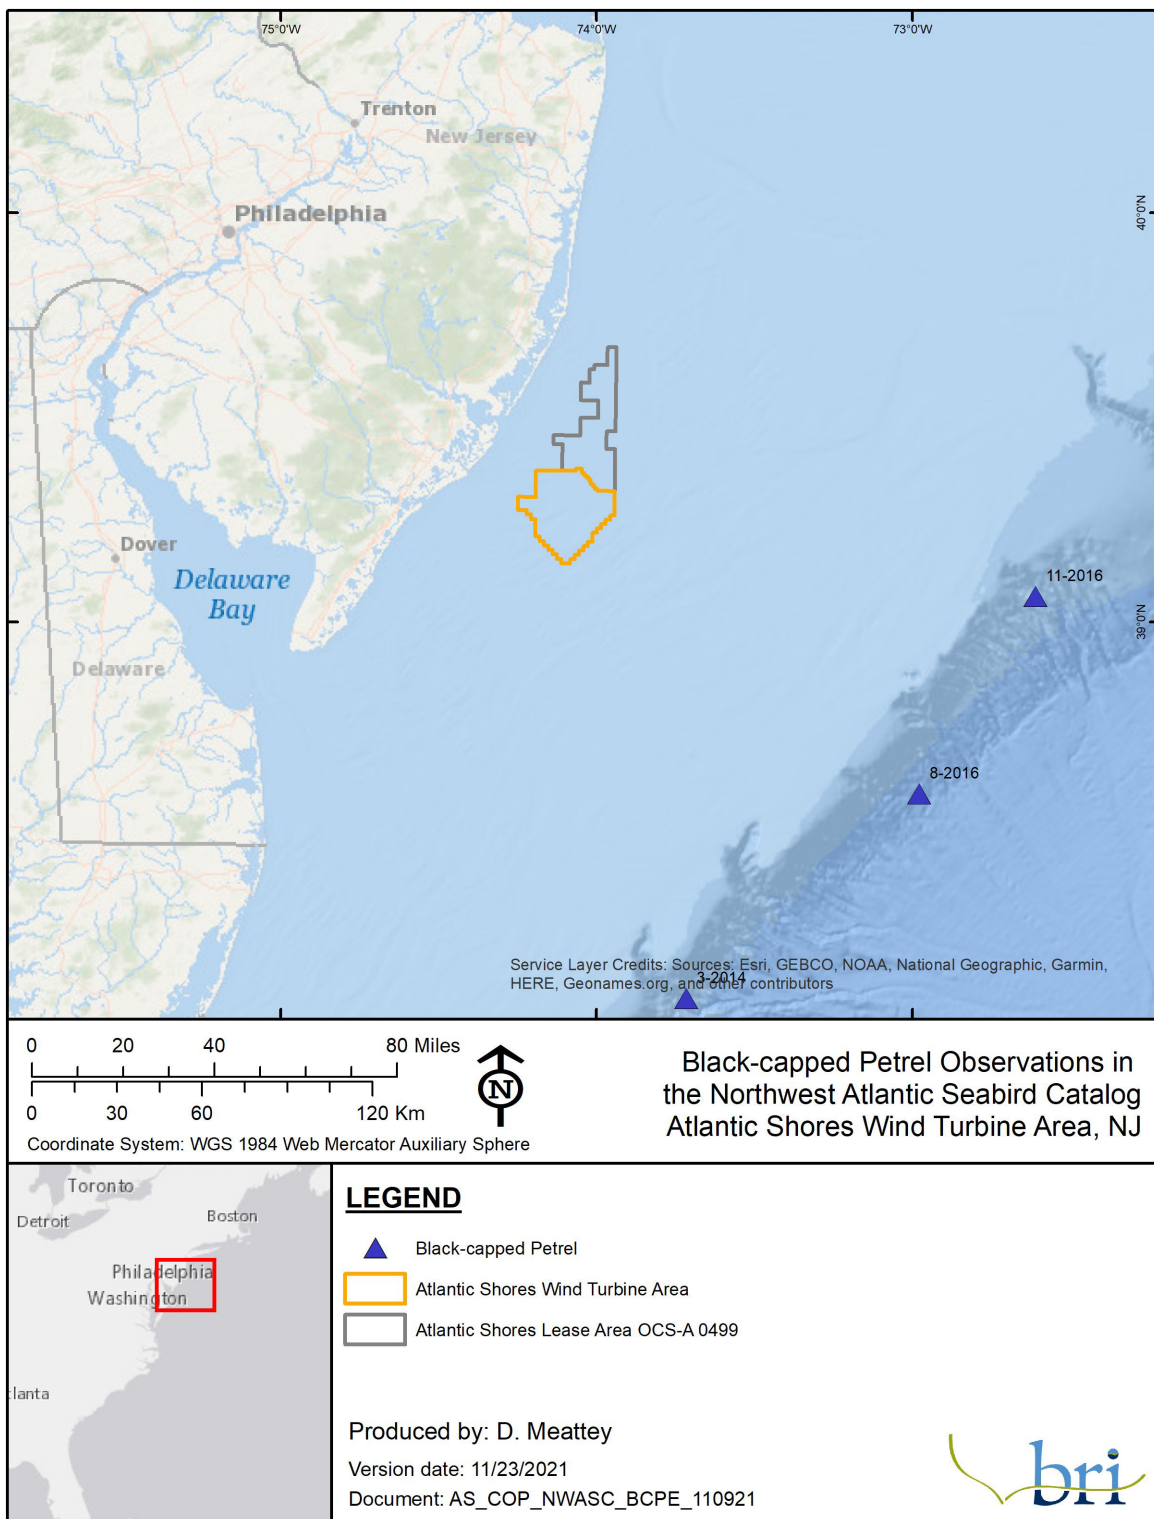 75°0'W
74°0'W
73°0'W
Trenton
New Jersey
Philadelphia
40°0'N
Dover
Delaware
Bay
11-2016
39°0'N
Delaware
8-2016
Service Layer Credits: Sources: Esri, GEBCO, NOAA, National Geographic, Garmin,
HERE, Geonames.org, and other contributors
3-2014
0 20 40 80 Miles
0 30 60 120 Km
N
Coordinate System: WGS 1984 Web Mercator Auxiliary Sphere
Black-capped Petrel Observations in
the Northwest Atlantic Seabird Catalog
Atlantic Shores Wind Turbine Area, NJ
Toronto
Detroit
Boston
Philadelphia
Washington
lanta
LEGEND
Black-capped Petrel
Atlantic Shores Wind Turbine Area
Atlantic Shores Lease Area OCS-A 0499
Produced by: D. Meattey
Version date: 11/23/2021
Document: AS_COP_NWASC_BCPE_110921
bri